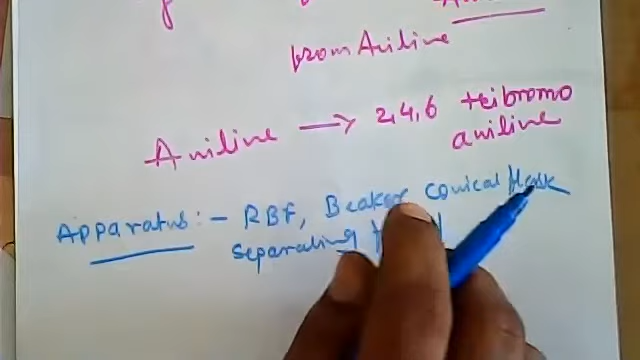 from Aniline
Aniline → 2,4,6 tribromo
aniline
Apparatus:- RBF, Beaker conical flask
separating